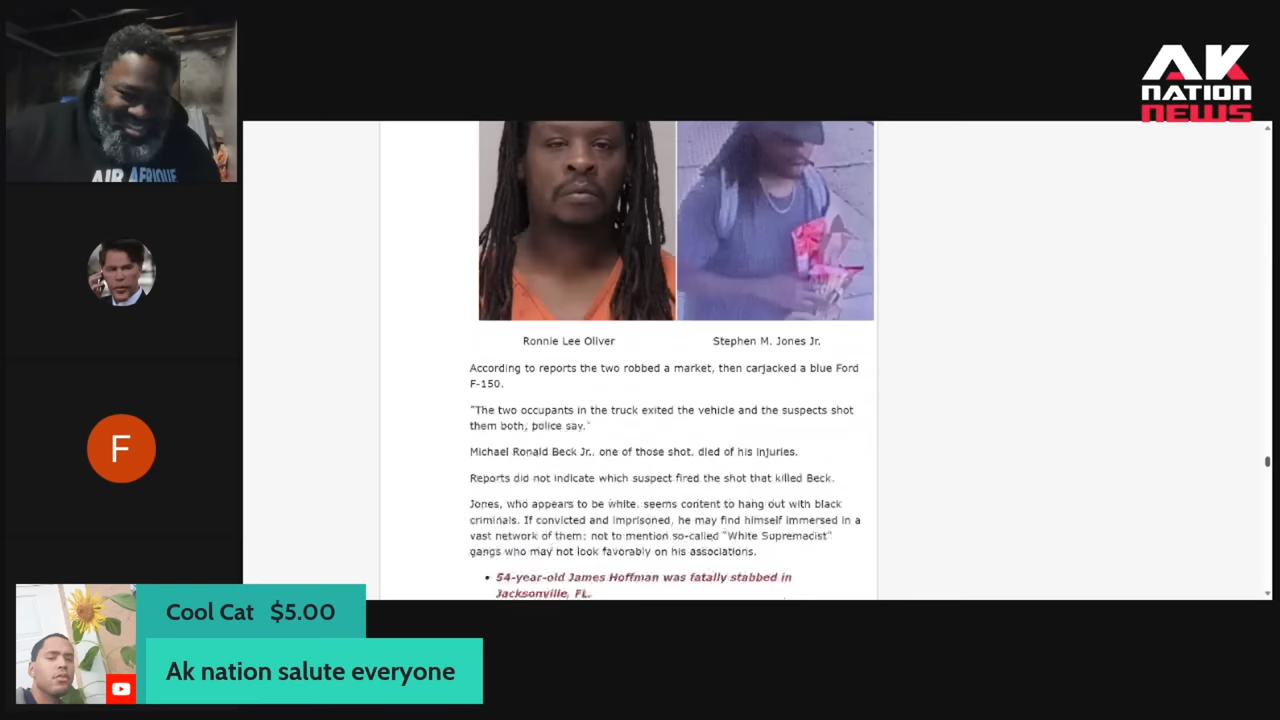 AK
NATION
NEWS
AIR AFRIQUE
Ronnie Lee Oliver
Stephen M. Jones Jr.
According to reports the two robbed a market, then carjacked a blue Ford
F-150.
"The two occupants in the truck exited the vehicle and the suspects shot
them both, police say."
Michael Ronald Beck Jr., one of those shot, died of his injuries.
Reports did not indicate which suspect fired the shot that killed Beck.
Jones, who appears to be white, seems content to hang out with black
criminals. If convicted and imprisoned, he may find himself immersed in a
vast network of them; not to mention so-called "White Supremacist"
gangs who may not look favorably on his associations.
• 54-year-old James Hoffman was fatally stabbed in
Jacksonville, FL.
F
Cool Cat $5.00
Ak nation salute everyone